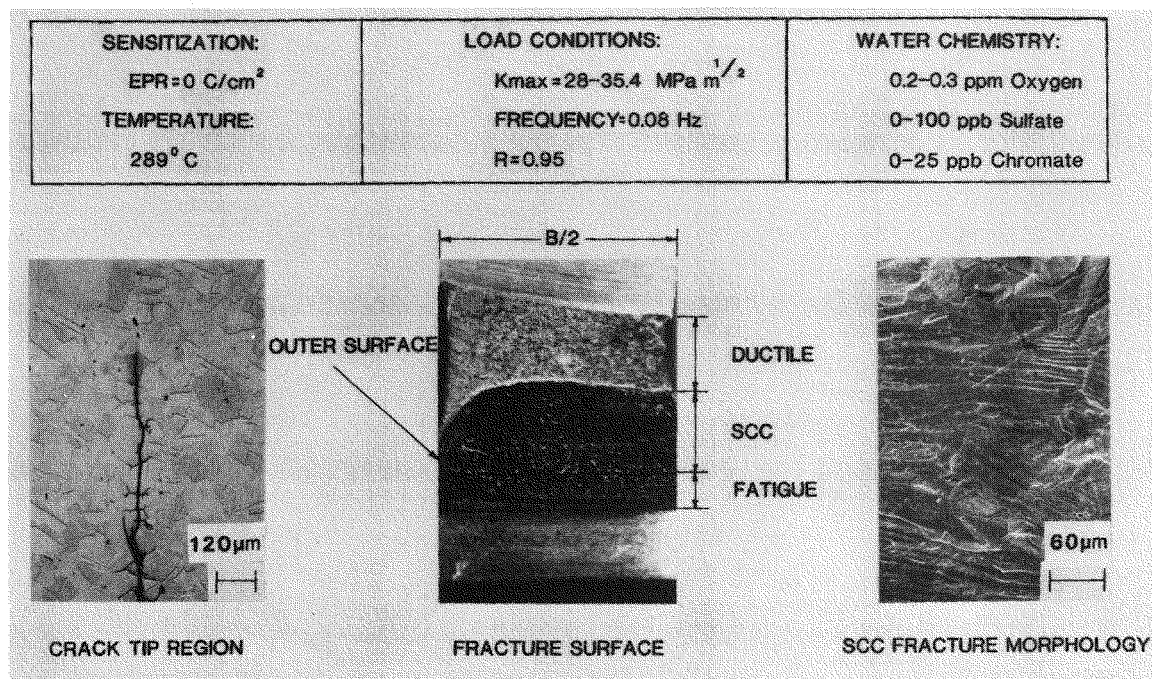 SENSITIZATION:
EPR=0 C/cm²
TEMPERATURE:
289⁰ C
LOAD CONDITIONS:
Kmax=28-35.4 MPa m^1/2
FREQUENCY=0.08 Hz
R=0.95
WATER CHEMISTRY:
0.2-0.3 ppm Oxygen
0-100 ppb Sulfate
0-25 ppb Chromate
B/2
OUTER SURFACE
DUCTILE
SCC
FATIGUE
120µm
60µm
CRACK TIP REGION
FRACTURE SURFACE
SCC FRACTURE MORPHOLOGY